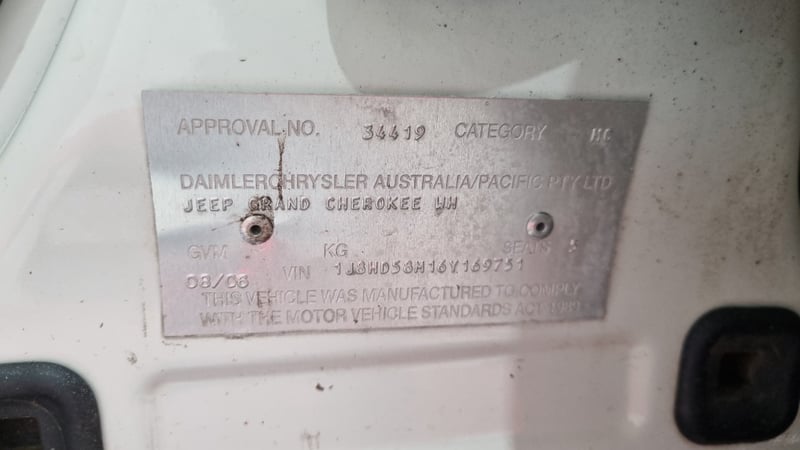 APPROVAL NO. 34419 CATEGORY MC
DAIMLERCHRYSLER AUSTRALIA/PACIFIC PTY LTD
JEEP GRAND CHEROKEE WH
GVM KG SEATS 5
08/06 VIN 1J8HD58M16Y169751
THIS VEHICLE WAS MANUFACTURED TO COMPLY
WITH THE MOTOR VEHICLE STANDARDS ACT 1989